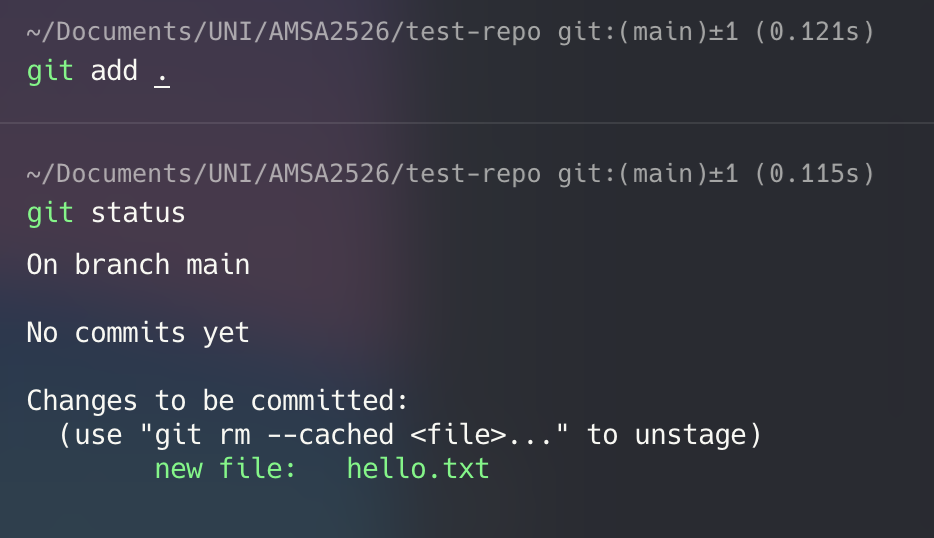 ~/Documents/UNI/AMSA2526/test-repo git:(main)±1 (0.121s)
git add .
~/Documents/UNI/AMSA2526/test-repo git:(main)±1 (0.115s)
git status
On branch main
No commits yet
Changes to be committed:
(use "git rm --cached <file>..." to unstage)
new file:   hello.txt